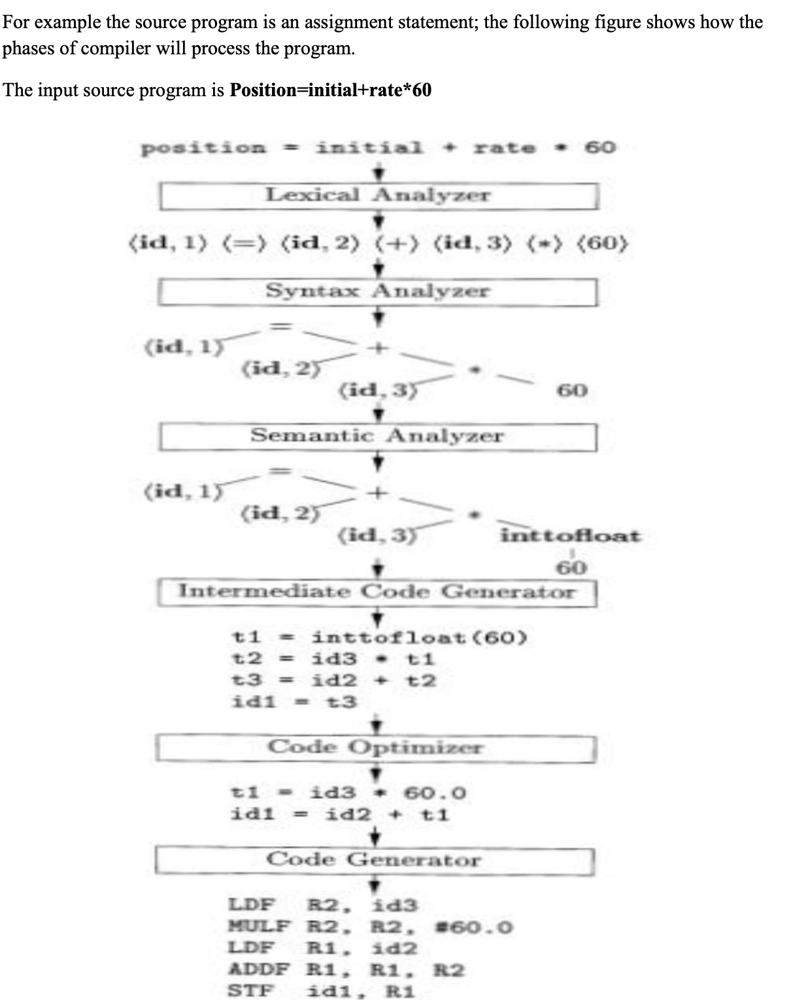 For example the source program is an assignment statement; the following figure shows how the
phases of compiler will process the program.
The input source program is Position=initial+rate*60
position = initial + rate * 60
Lexical Analyzer
⟨id, 1⟩ ⟨=⟩ ⟨id, 2⟩ ⟨+⟩ ⟨id, 3⟩ ⟨*⟩ ⟨60⟩
Syntax Analyzer
=
⟨id, 1⟩ +
⟨id, 2⟩ *
⟨id, 3⟩ 60
Semantic Analyzer
=
⟨id, 1⟩ +
⟨id, 2⟩ *
⟨id, 3⟩ inttofloat
60
Intermediate Code Generator
t1 = inttofloat(60)
t2 = id3 * t1
t3 = id2 + t2
id1 = t3
Code Optimizer
t1 = id3 * 60.0
id1 = id2 + t1
Code Generator
LDF R2, id3
MULF R2, R2, #60.0
LDF R1, id2
ADDF R1, R1, R2
STF id1, R1